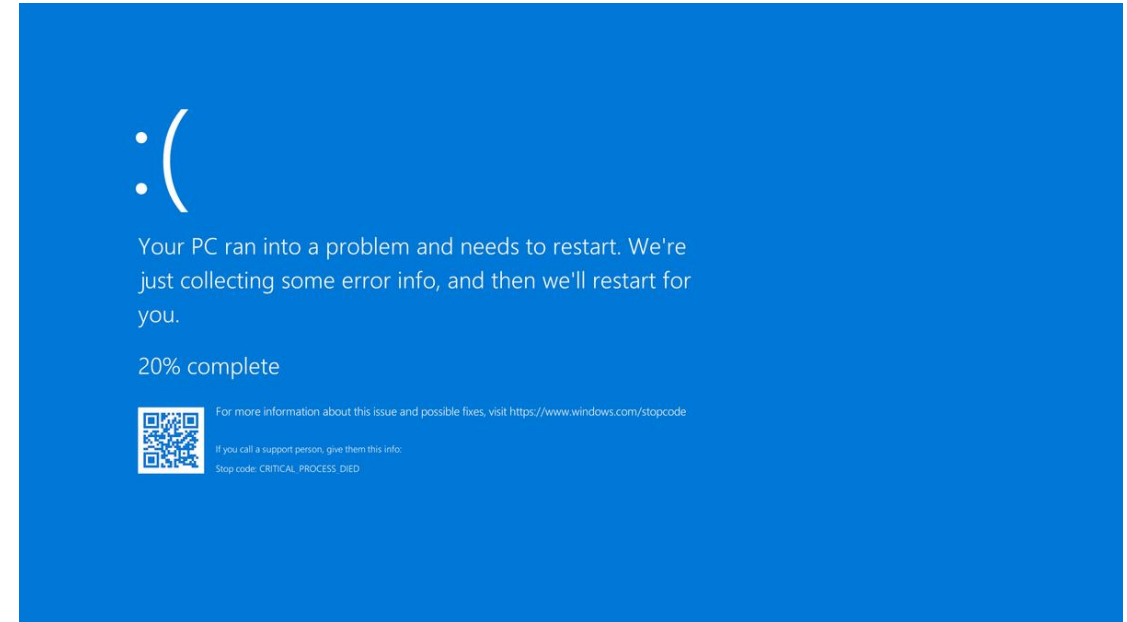 :(
Your PC ran into a problem and needs to restart. We're
just collecting some error info, and then we'll restart for
you.
20% complete
For more information about this issue and possible fixes, visit https://www.windows.com/stopcode
If you call a support person, give them this info:
Stop code: CRITICAL_PROCESS_DIED